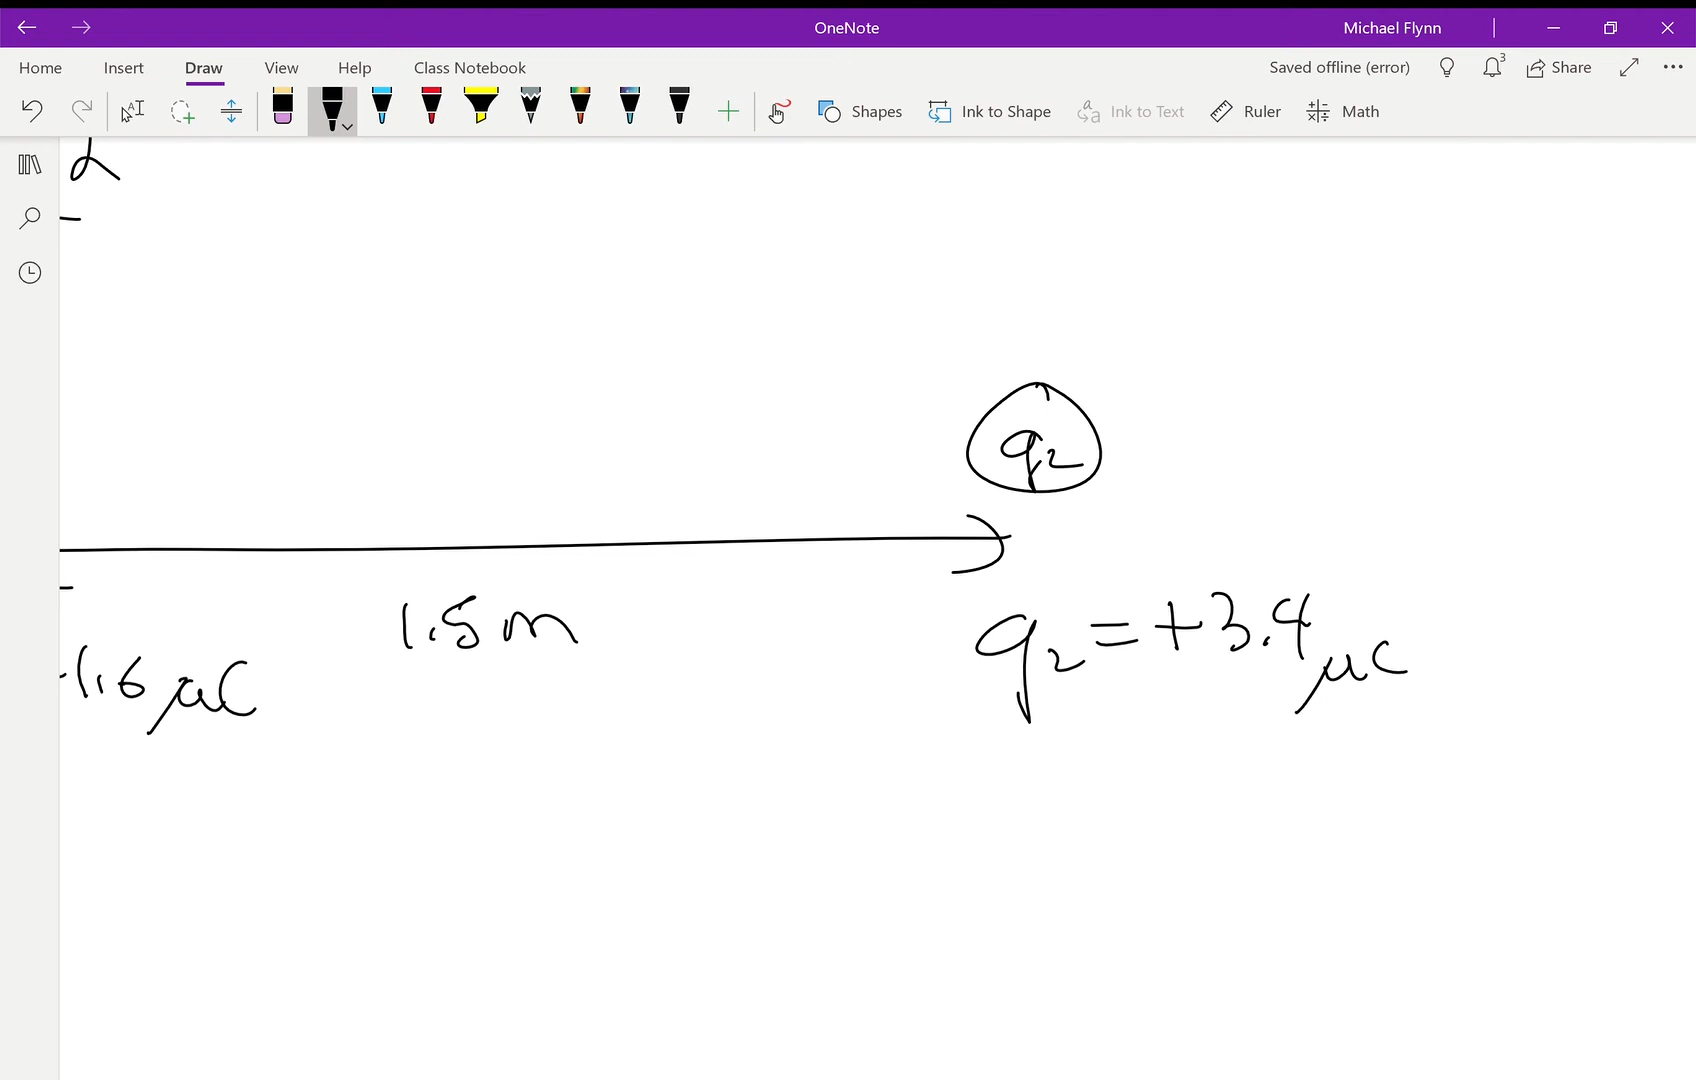 OneNote
Michael Flynn
Home Insert Draw View Help Class Notebook
Saved offline (error)
3
Share
Shapes
Ink to Shape
Ink to Text
Ruler
Math
q2
1.5 m
q2 = +3.4 μC
-1.6 μC